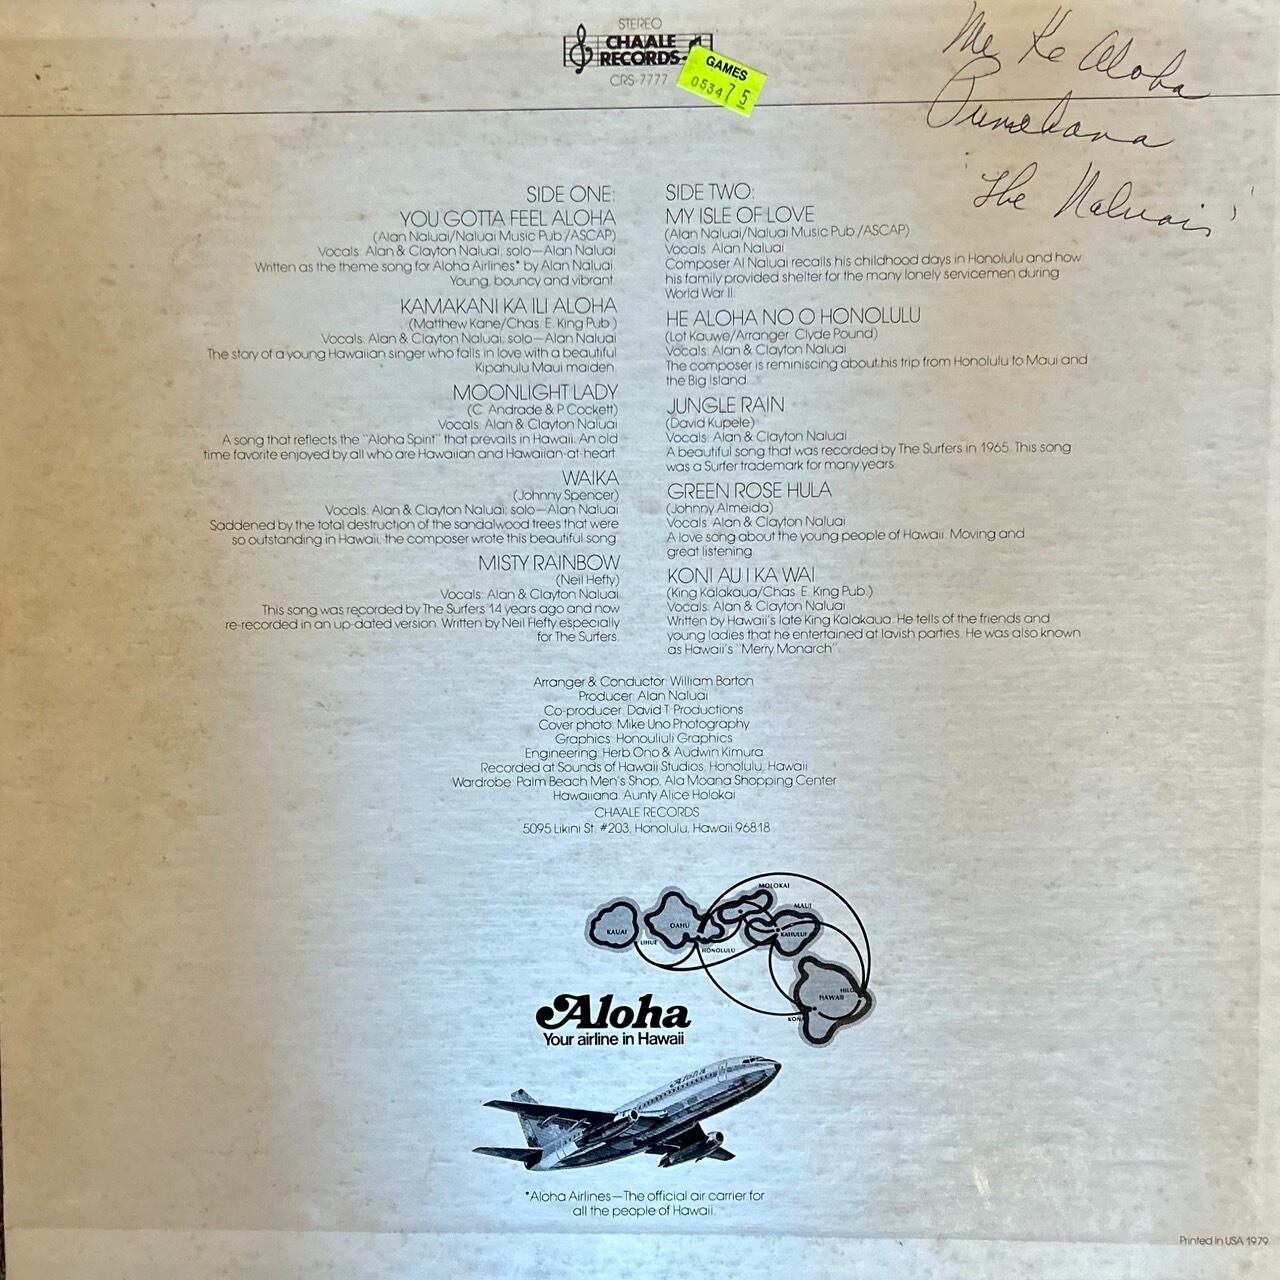 STEREO
CHAALE
RECORDS
CRS-7777
GAMES
053475
Me Ke Aloha
Pumehana
"The Naluais"
SIDE ONE:
YOU GOTTA FEEL ALOHA
(Alan Naluai/Naluai Music Pub./ASCAP)
Vocals: Alan & Clayton Naluai; solo—Alan Naluai
Written as the theme song for Aloha Airlines* by Alan Naluai.
Young, bouncy and vibrant.
KAMAKANI KA ILI ALOHA
(Matthew Kane/Chas. E. King Pub.)
Vocals: Alan & Clayton Naluai; solo—Alan Naluai
The story of a young Hawaiian singer who falls in love with a beautiful
Kipahulu Maui maiden.
MOONLIGHT LADY
(C. Andrade & P. Cockett)
Vocals: Alan & Clayton Naluai
A song that reflects the "Aloha Spirit" that prevails in Hawaii. An old
time favorite enjoyed by all who are Hawaiian and Hawaiian-at-heart.
WAIKA
(Johnny Spencer)
Vocals: Alan & Clayton Naluai; solo—Alan Naluai
Saddened by the total destruction of the sandalwood trees that were
so outstanding in Hawaii, the composer wrote this beautiful song.
MISTY RAINBOW
(Neil Hefty)
Vocals: Alan & Clayton Naluai
This song was recorded by The Surfers 14 years ago and now
re-recorded in an up-dated version. Written by Neil Hefty especially
for The Surfers.
SIDE TWO:
MY ISLE OF LOVE
(Alan Naluai/Naluai Music Pub./ASCAP)
Vocals: Alan Naluai
Composer Al Naluai recalls his childhood days in Honolulu and how
his family provided shelter for the many lonely servicemen during
World War II.
HE ALOHA NO O HONOLULU
(Lot Kauwe/Arranger: Clyde Pound)
Vocals: Alan & Clayton Naluai
The composer is reminiscing about his trip from Honolulu to Maui and
the Big Island.
JUNGLE RAIN
(David Kupele)
Vocals: Alan & Clayton Naluai
A beautiful song that was recorded by The Surfers in 1965. This song
was a Surfer trademark for many years.
GREEN ROSE HULA
(Johnny Almeida)
Vocals: Alan & Clayton Naluai
A love song about the young people of Hawaii. Moving and
great listening.
KONI AU I KA WAI
(King Kalakaua/Chas. E. King Pub.)
Vocals: Alan & Clayton Naluai
Written by Hawaii's late King Kalakaua. He tells of the friends and
young ladies that he entertained at lavish parties. He was also known
as Hawaii's "Merry Monarch".
Arranger & Conductor: William Barton
Producer: Alan Naluai
Co-producer: David T. Productions
Cover photo: Mike Uno Photography
Graphics: Honouliuli Graphics
Engineering: Herb Ono & Audwin Kimura
Recorded at Sounds of Hawaii Studios, Honolulu, Hawaii
Wardrobe: Palm Beach Men's Shop, Ala Moana Shopping Center
Hawaiiana: Aunty Alice Holokai
CHAALE RECORDS
5095 Likini St. #203, Honolulu, Hawaii 96818
MOLOKAI
MAUI
KAUAI
OAHU
KAHULUI
LIHUE
HONOLULU
HILO
HAWAII
KONA
Aloha
Your airline in Hawaii
Aloha
*Aloha Airlines—The official air carrier for
all the people of Hawaii.
Printed in USA 1979